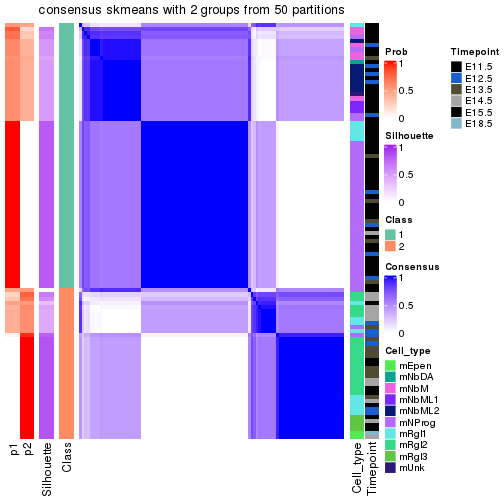 consensus skmeans with 2 groups from 50 partitions
Prob
1
0.5
0
Silhouette
1
0.5
0
Class
1
2
Consensus
1
0.5
0
Cell_type
mEpen
mNbDA
mNbM
mNbML1
mNbML2
mNProg
mRgl1
mRgl2
mRgl3
mUnk
Timepoint
E11.5
E12.5
E13.5
E14.5
E15.5
E18.5
p1
p2
Silhouette
Class
Cell_type
Timepoint